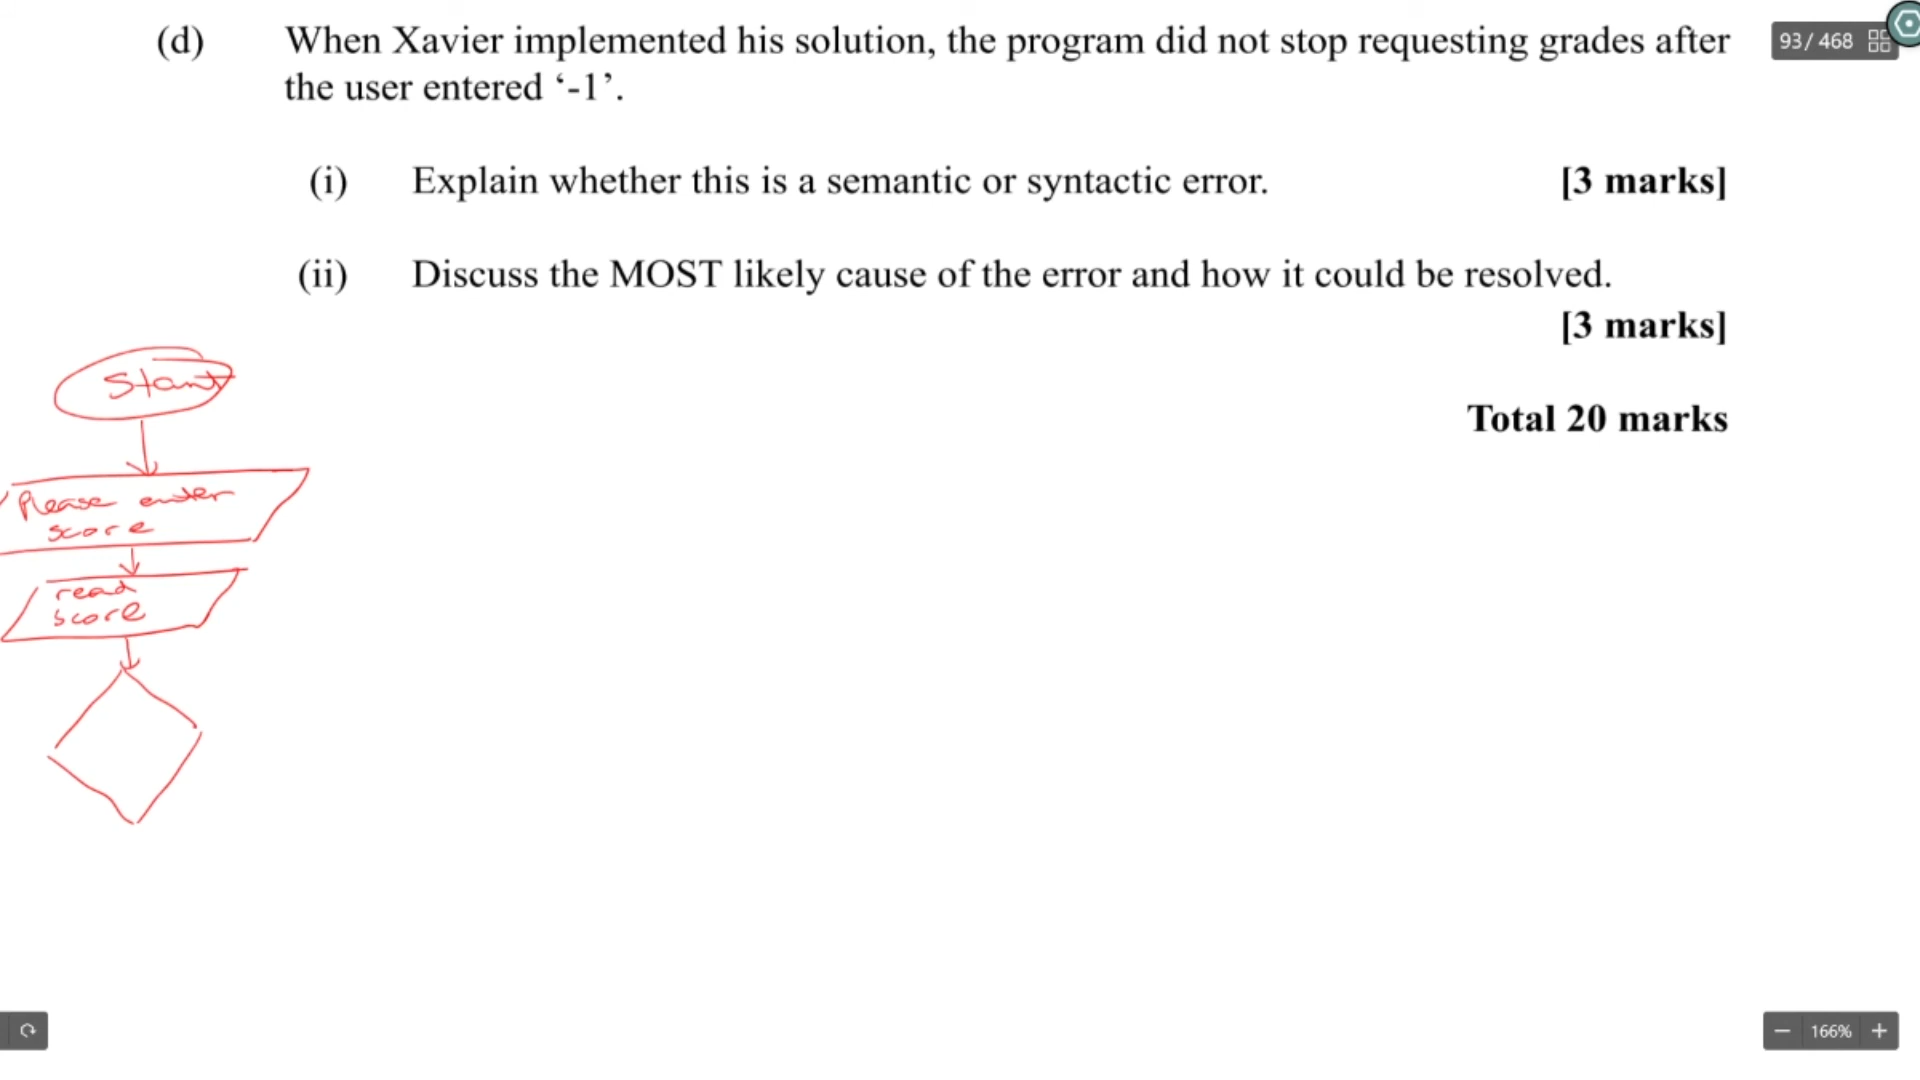 (d) When Xavier implemented his solution, the program did not stop requesting grades after
the user entered ‘-1’.
93 / 468
(i) Explain whether this is a semantic or syntactic error. [3 marks]
(ii) Discuss the MOST likely cause of the error and how it could be resolved.
[3 marks]
Total 20 marks
Start
Please enter
score
read
score
166%